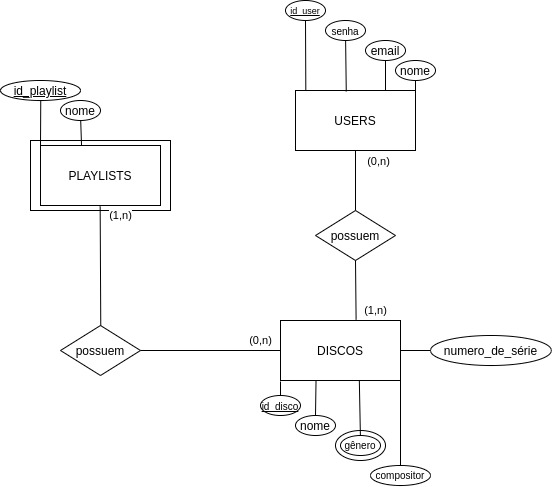 id_user
senha
email
nome
USERS
(0,n)
id_playlist
nome
PLAYLISTS
(1,n)
possuem
(1,n)
possuem
(0,n)
DISCOS
numero_de_série
id_disco
nome
gênero
compositor